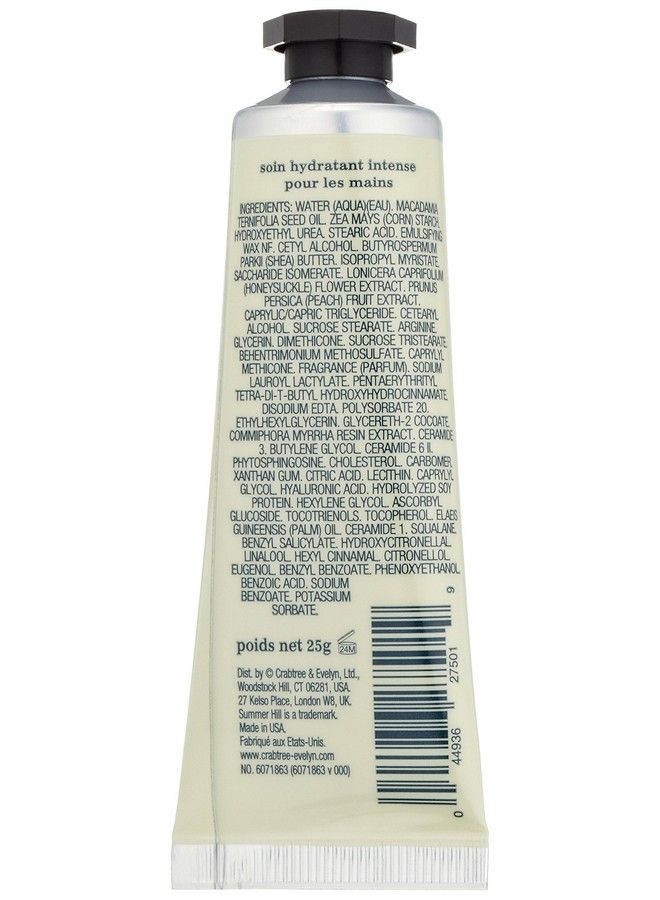 soin hydratant intense
pour les mains
INGREDIENTS: WATER (AQUA)(EAU). MACADAMIA
TERNIFOLIA SEED OIL. ZEA MAYS (CORN) STARCH.
HYDROXYETHYL UREA. STEARIC ACID. EMULSIFYING
WAX NF. CETYL ALCOHOL. BUTYROSPERMUM
PARKII (SHEA) BUTTER. ISOPROPYL MYRISTATE.
SACCHARIDE ISOMERATE. LONICERA CAPRIFOLIUM
(HONEYSUCKLE) FLOWER EXTRACT. PRUNUS
PERSICA (PEACH) FRUIT EXTRACT.
CAPRYLIC/CAPRIC TRIGLYCERIDE. CETEARYL
ALCOHOL. SUCROSE STEARATE. ARGININE.
GLYCERIN. DIMETHICONE. SUCROSE TRISTEARATE.
BEHENTRIMONIUM METHOSULFATE. CAPRYLYL
METHICONE. FRAGRANCE (PARFUM). SODIUM
LAUROYL LACTYLATE. PENTAERYTHRITYL
TETRA-DI-T-BUTYL HYDROXYHYDROCINNAMATE.
DISODIUM EDTA. POLYSORBATE 20.
ETHYLHEXYLGLYCERIN. GLYCERETH-2 COCOATE.
COMMIPHORA MYRRHA RESIN EXTRACT. CERAMIDE
3. BUTYLENE GLYCOL. CERAMIDE 6 II.
PHYTOSPHINGOSINE. CHOLESTEROL. CARBOMER.
XANTHAN GUM. CITRIC ACID. LECITHIN. CAPRYLYL
GLYCOL. HYALURONIC ACID. HYDROLYZED SOY
PROTEIN. HEXYLENE GLYCOL. ASCORBYL
GLUCOSIDE. TOCOTRIENOLS. TOCOPHEROL. ELAEIS
GUINEENSIS (PALM) OIL. CERAMIDE 1. SQUALANE.
BENZYL SALICYLATE. HYDROXYCITRONELLAL.
LINALOOL. HEXYL CINNAMAL. CITRONELLOL.
EUGENOL. BENZYL BENZOATE. PHENOXYETHANOL.
BENZOIC ACID. SODIUM
BENZOATE. POTASSIUM
SORBATE.
poids net 25g 24M
Dist. by © Crabtree & Evelyn, Ltd.,
Woodstock Hill, CT 06281, USA.
27 Kelso Place, London W8, UK.
Summer Hill is a trademark.
Made in USA.
Fabriqué aux Etats-Unis.
www.crabtree-evelyn.com
NO. 6071863 (6071863 v 000)
0 44936 27501 9